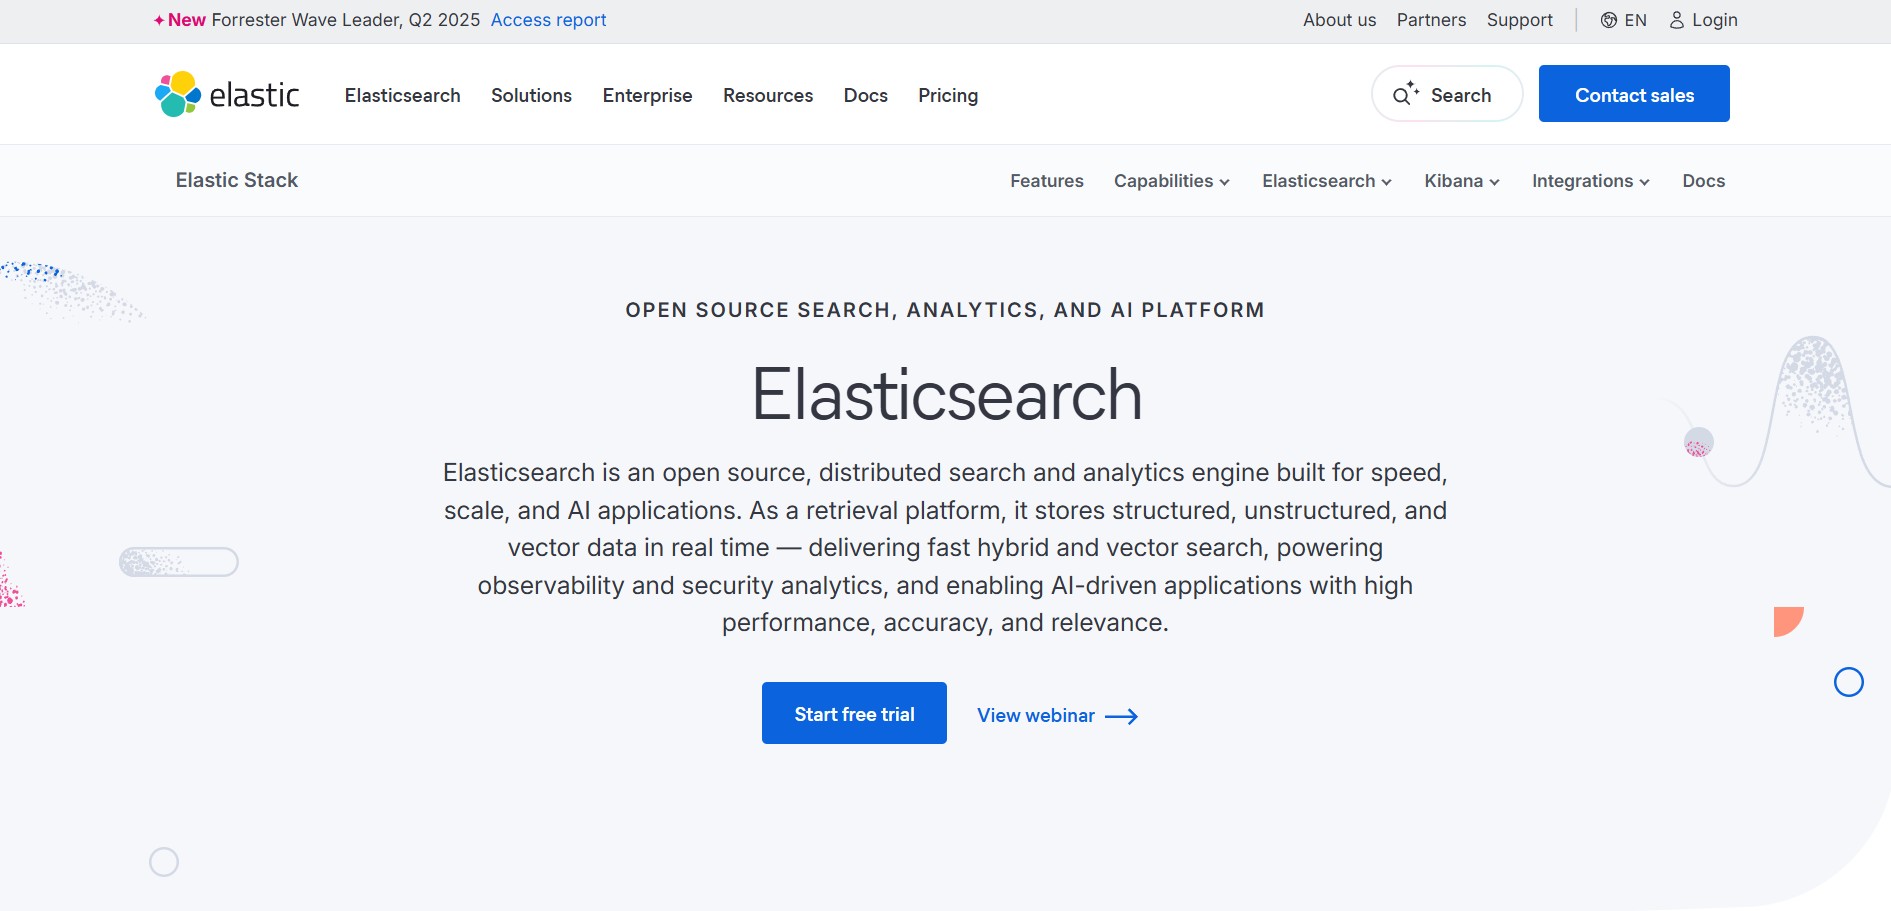 New Forrester Wave Leader, Q2 2025 Access report
About us Partners Support EN Login
elastic Elasticsearch Solutions Enterprise Resources Docs Pricing Search Contact sales
Elastic Stack Features Capabilities Elasticsearch Kibana Integrations Docs
OPEN SOURCE SEARCH, ANALYTICS, AND AI PLATFORM
Elasticsearch
Elasticsearch is an open source, distributed search and analytics engine built for speed,
scale, and AI applications. As a retrieval platform, it stores structured, unstructured, and
vector data in real time — delivering fast hybrid and vector search, powering
observability and security analytics, and enabling AI-driven applications with high
performance, accuracy, and relevance.
Start free trial View webinar